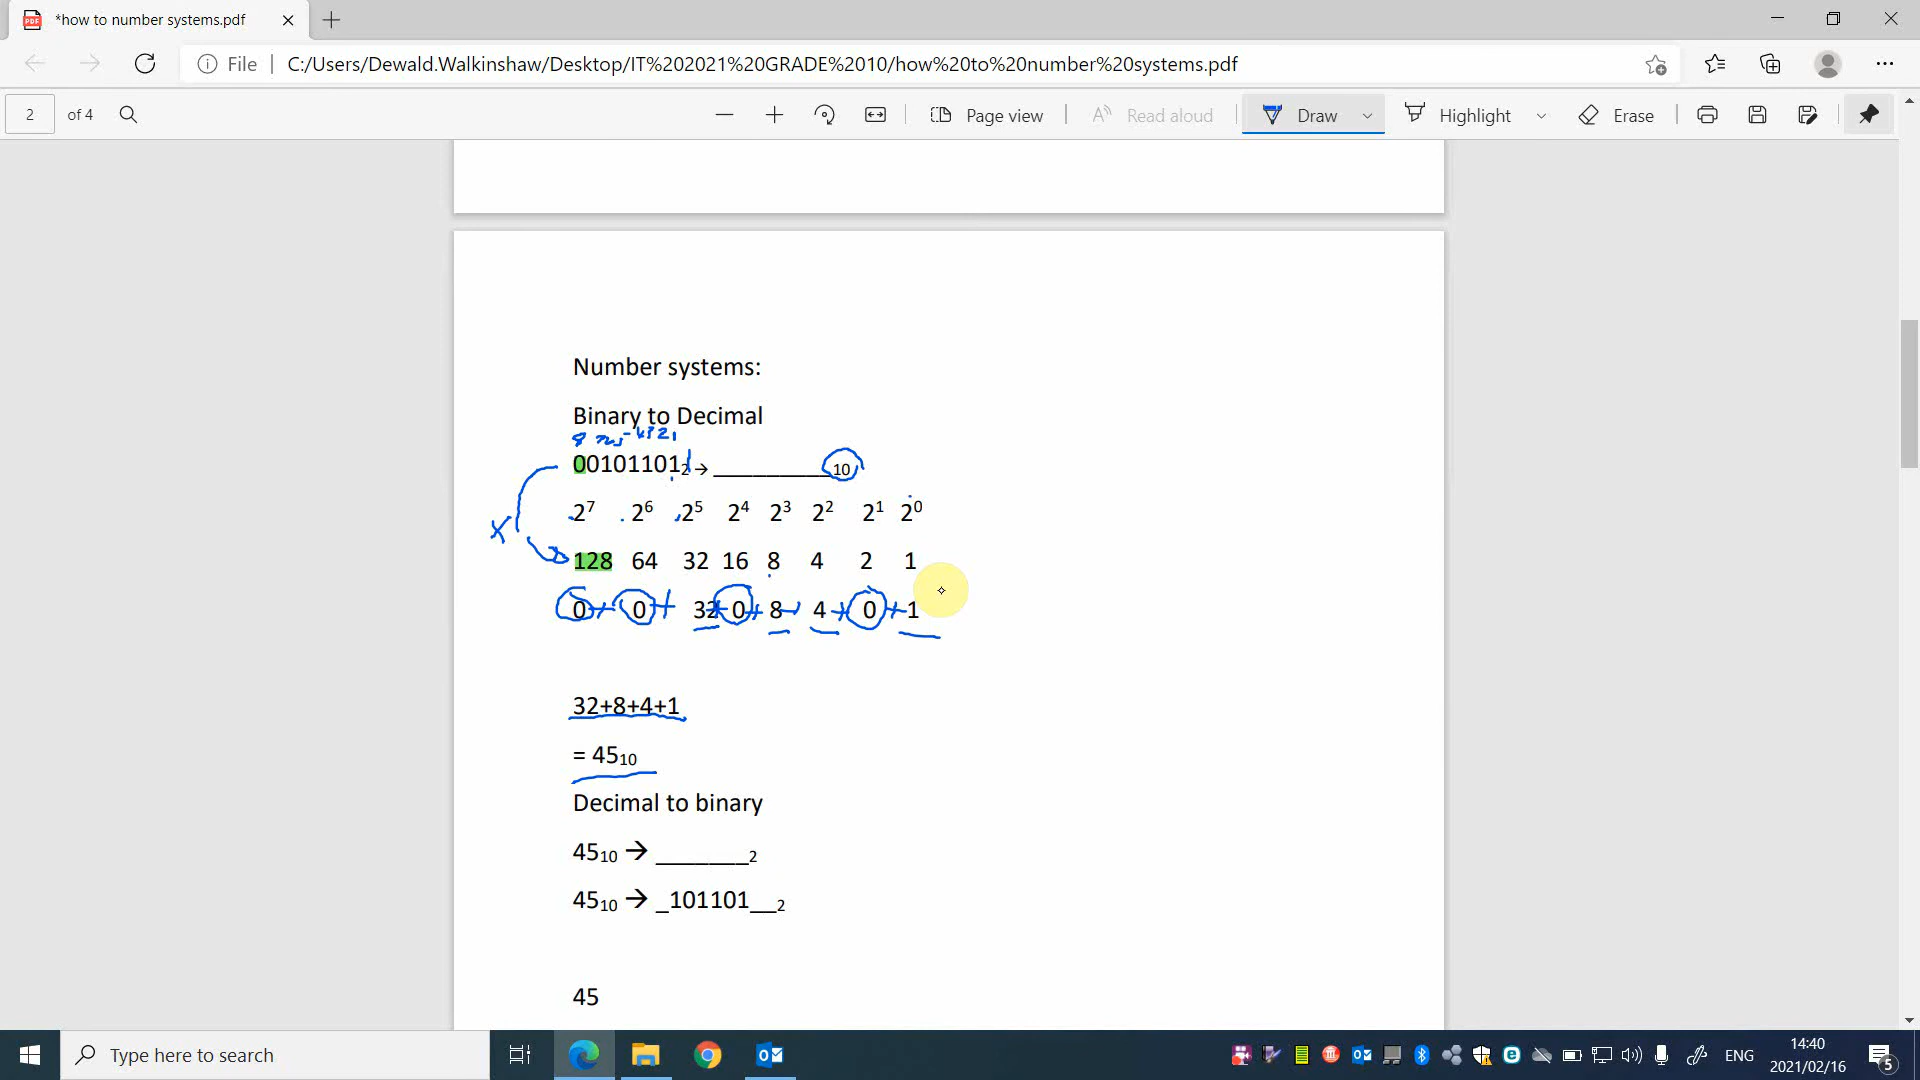 *how to number systems.pdf
File | C:/Users/Dewald.Walkinshaw/Desktop/IT%202021%20GRADE%2010/how%20to%20number%20systems.pdf
2 of 4 Page view Read aloud Draw Highlight Erase
Number systems:
Binary to Decimal
00101101₂ → __________₁₀
2⁷ 2⁶ 2⁵ 2⁴ 2³ 2² 2¹ 2⁰
X
128 64 32 16 8 4 2 1
0 + 0 + 32 + 0 + 8 + 4 + 0 + 1
32+8+4+1
= 45₁₀
Decimal to binary
45₁₀ → _______₂
45₁₀ → _101101__₂
45
Type here to search
ENG
14:40
2021/02/16
5